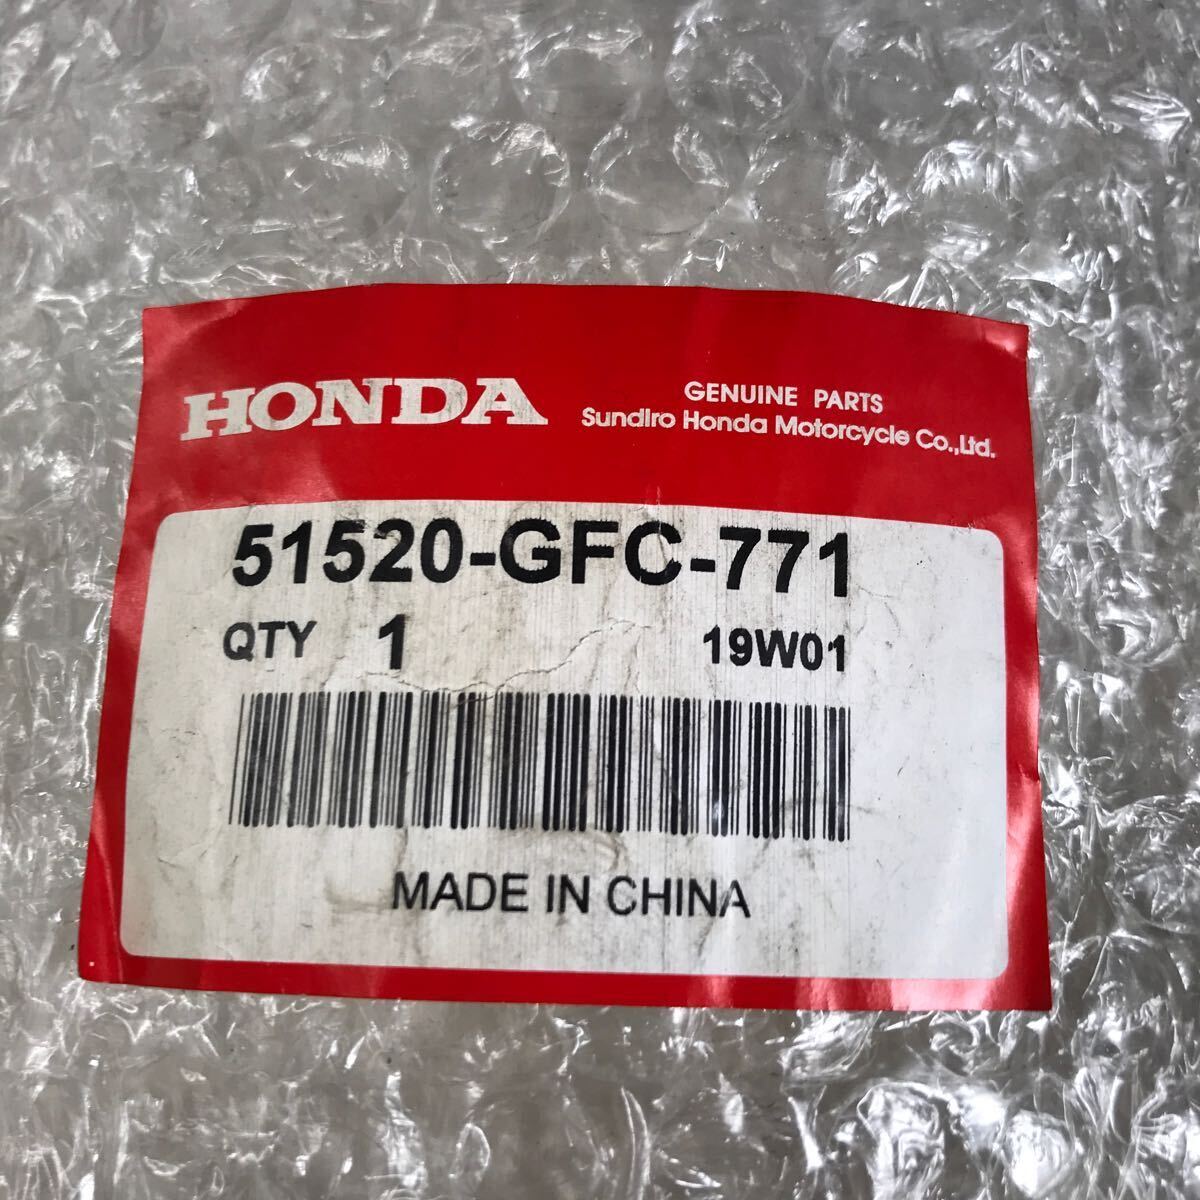 HONDA
GENUINE PARTS
Sundiro Honda Motorcycle Co.,Ltd.
51520-GFC-771
QTY 1 19W01
MADE IN CHINA